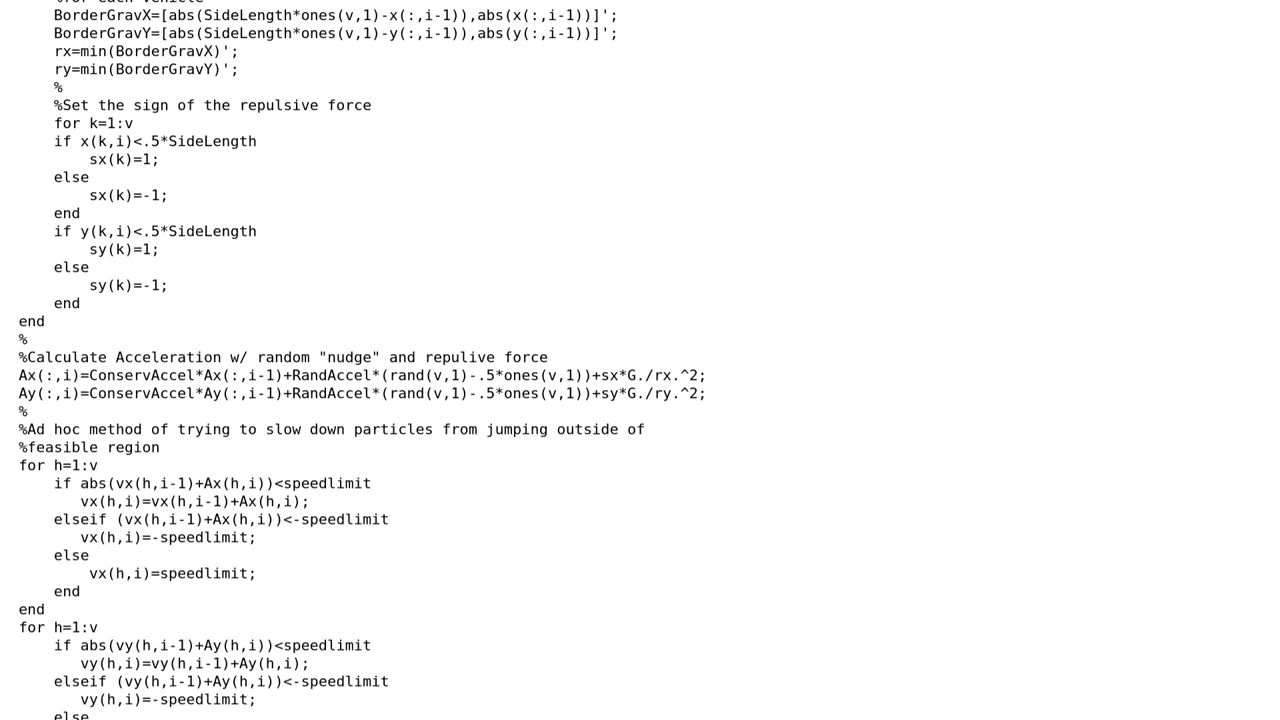 %for each vehicle
BorderGravX=[abs(SideLength*ones(v,1)-x(:,i-1)),abs(x(:,i-1))]';
BorderGravY=[abs(SideLength*ones(v,1)-y(:,i-1)),abs(y(:,i-1))]';
rx=min(BorderGravX)';
ry=min(BorderGravY)';
%
%Set the sign of the repulsive force
for k=1:v
if x(k,i)<.5*SideLength
sx(k)=1;
else
sx(k)=-1;
end
if y(k,i)<.5*SideLength
sy(k)=1;
else
sy(k)=-1;
end
end
%
%Calculate Acceleration w/ random "nudge" and repulive force
Ax(:,i)=ConservAccel*Ax(:,i-1)+RandAccel*(rand(v,1)-.5*ones(v,1))+sx*G./rx.^2;
Ay(:,i)=ConservAccel*Ay(:,i-1)+RandAccel*(rand(v,1)-.5*ones(v,1))+sy*G./ry.^2;
%
%Ad hoc method of trying to slow down particles from jumping outside of
%feasible region
for h=1:v
if abs(vx(h,i-1)+Ax(h,i))<speedlimit
vx(h,i)=vx(h,i-1)+Ax(h,i);
elseif (vx(h,i-1)+Ax(h,i))<-speedlimit
vx(h,i)=-speedlimit;
else
vx(h,i)=speedlimit;
end
end
for h=1:v
if abs(vy(h,i-1)+Ay(h,i))<speedlimit
vy(h,i)=vy(h,i-1)+Ay(h,i);
elseif (vy(h,i-1)+Ay(h,i))<-speedlimit
vy(h,i)=-speedlimit;
else